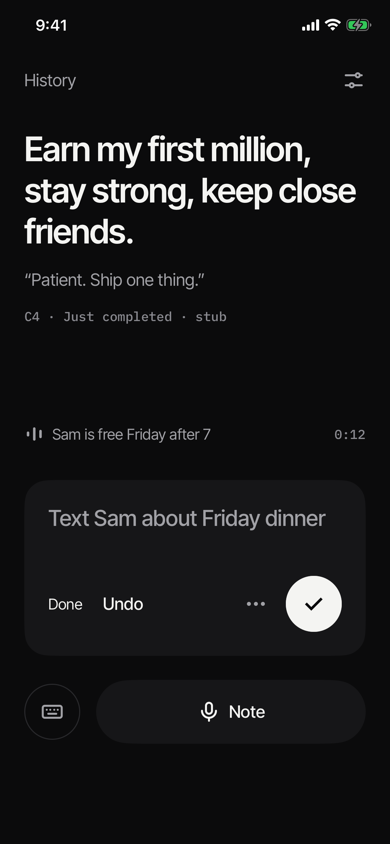 9:41
History
Earn my first million,
stay strong, keep close
friends.
“Patient. Ship one thing.”
C4 · Just completed · stub
Sam is free Friday after 7 0:12
Text Sam about Friday dinner
Done Undo
Note